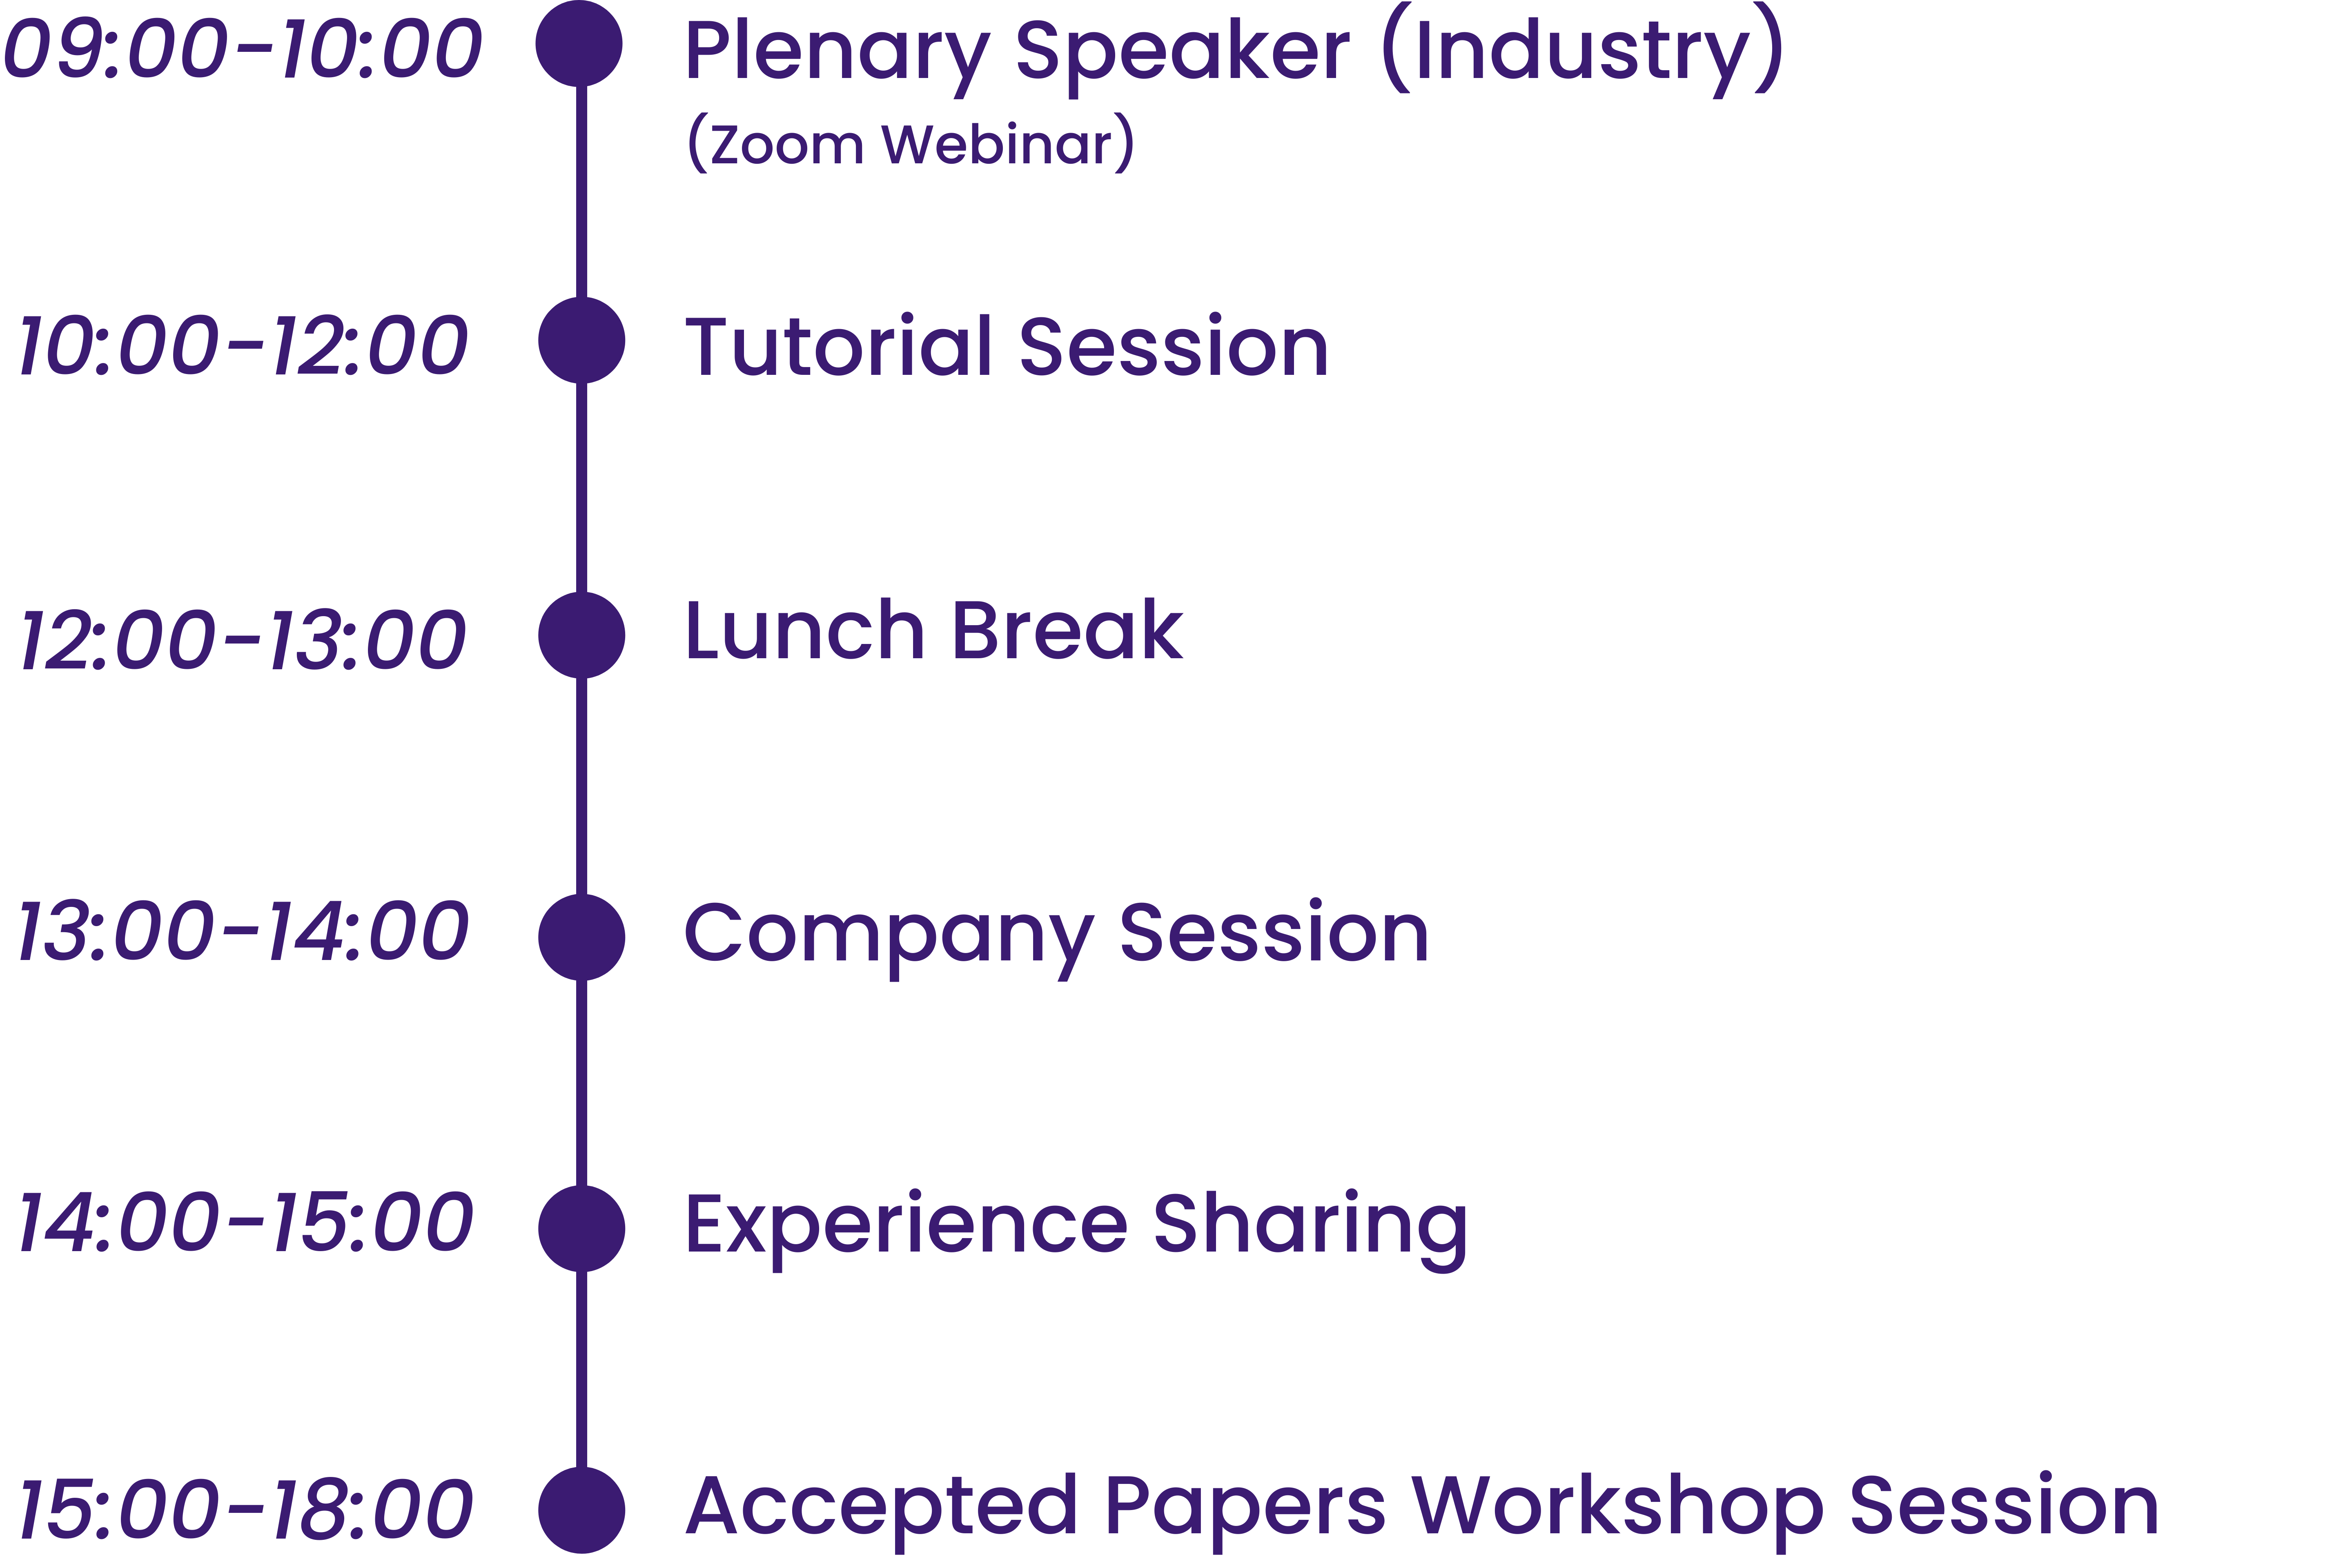 09:00-10:00 Plenary Speaker (Industry)
(Zoom Webinar)
10:00-12:00 Tutorial Session
12:00-13:00 Lunch Break
13:00-14:00 Company Session
14:00-15:00 Experience Sharing
15:00-18:00 Accepted Papers Workshop Session